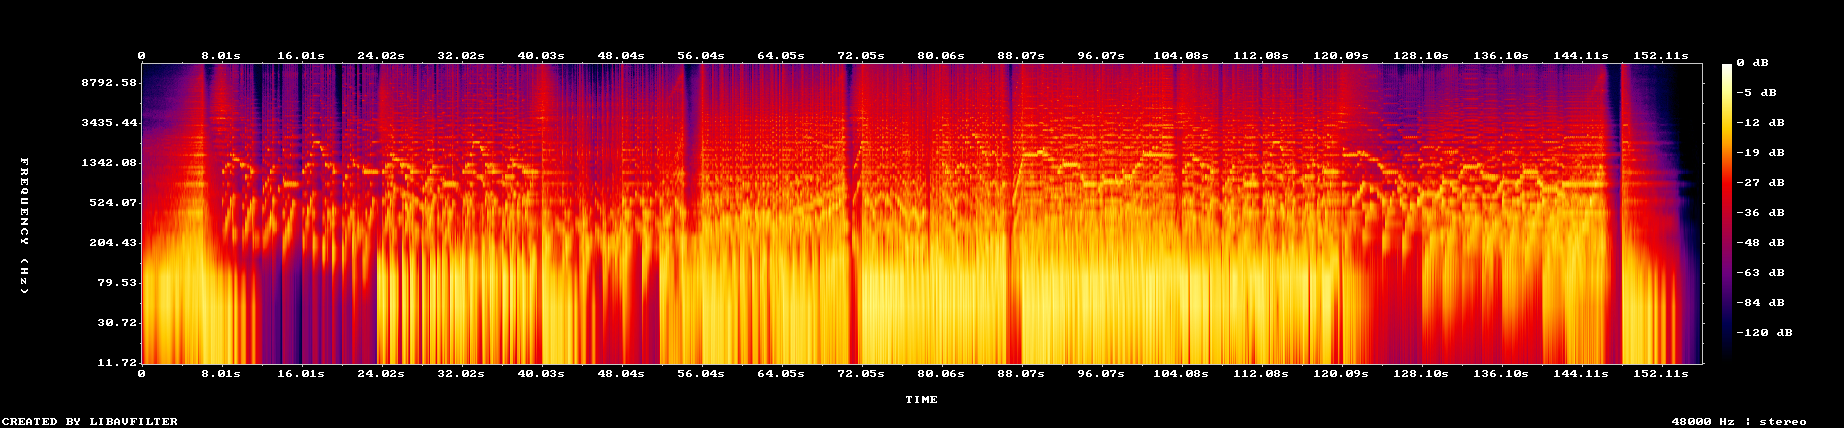 0 8.01s 16.01s 24.02s 32.02s 40.03s 48.04s 56.04s 64.05s 72.05s 80.06s 88.07s 96.07s 104.08s 112.08s 120.09s 128.10s 136.10s 144.11s 152.11s
0 dB
8792.58
-5 dB
3435.44
-12 dB
1342.08
-19 dB
-27 dB
524.07
-36 dB
204.43
-48 dB
-63 dB
79.53
-84 dB
30.72
-120 dB
11.72
FREQUENCY (Hz)
0 8.01s 16.01s 24.02s 32.02s 40.03s 48.04s 56.04s 64.05s 72.05s 80.06s 88.07s 96.07s 104.08s 112.08s 120.09s 128.10s 136.10s 144.11s 152.11s
TIME
CREATED BY LIBAVFILTER
48000 Hz | stereo